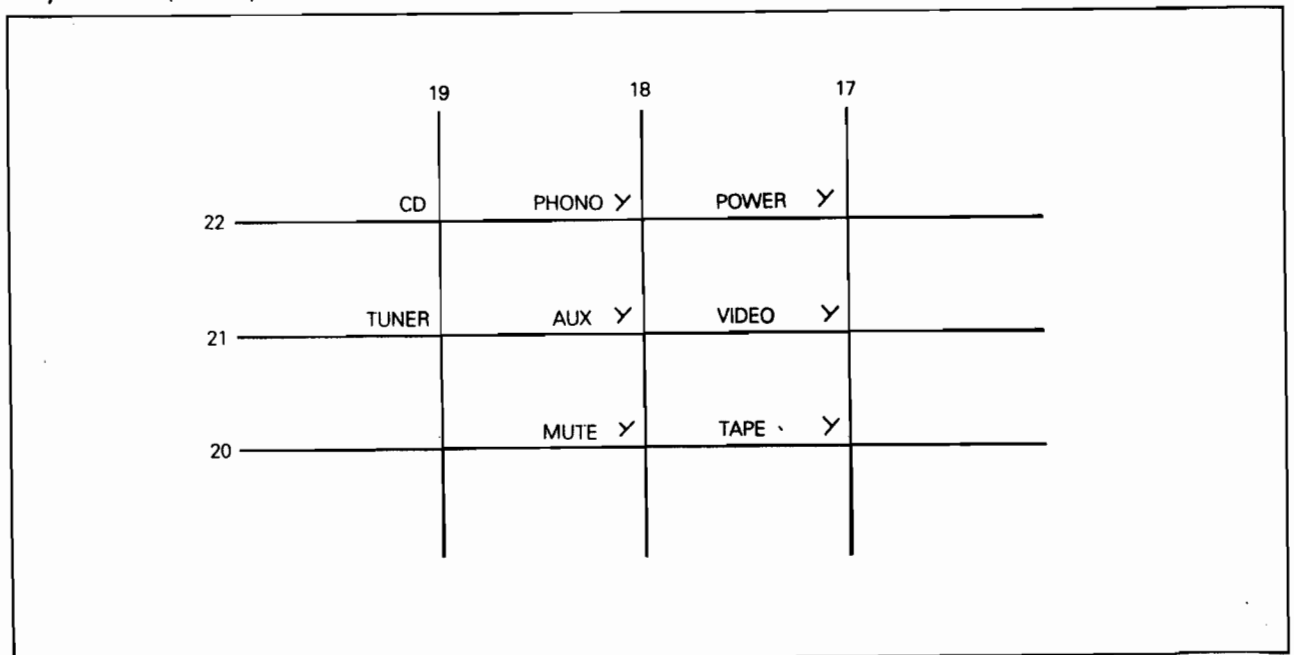 19 18 17
CD PHONO Y POWER Y
22
TUNER AUX Y VIDEO Y
21
MUTE Y TAPE Y
20